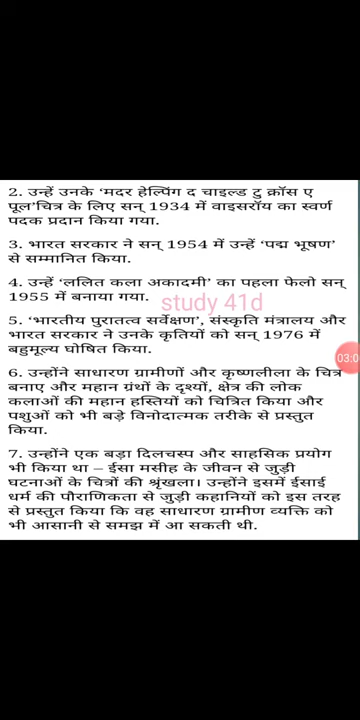 2. उन्हें उनके ‘मदर हेल्पिंग द चाइल्ड टु क्रॉस ए
पूल’चित्र के लिए सन् 1934 में वाइसरॉय का स्वर्ण
पदक प्रदान किया गया.
3. भारत सरकार ने सन् 1954 में उन्हें ‘पद्म भूषण’
से सम्मानित किया.
4. उन्हें ‘ललित कला अकादमी’ का पहला फेलो सन्
1955 में बनाया गया.
study 41d
5. ‘भारतीय पुरातत्व सर्वेक्षण’, संस्कृति मंत्रालय और
भारत सरकार ने उनके कृतियों को सन् 1976 में
बहुमूल्य घोषित किया.
03:0
6. उन्होंने साधारण ग्रामीणों और कृष्णलीला के चित्र
बनाए और महान ग्रंथों के दृश्यों, क्षेत्र की लोक
कलाओं की महान हस्तियों को चित्रित किया और
पशुओं को भी बड़े विनोदात्मक तरीके से प्रस्तुत
किया.
7. उन्होंने एक बड़ा दिलचस्प और साहसिक प्रयोग
भी किया था – ईसा मसीह के जीवन से जुड़ी
घटनाओं के चित्रों की श्रृंखला। उन्होंने इसमें ईसाई
धर्म की पौराणिकता से जुड़ी कहानियों को इस तरह
से प्रस्तुत किया कि वह साधारण ग्रामीण व्यक्ति को
भी आसानी से समझ में आ सकती थी.